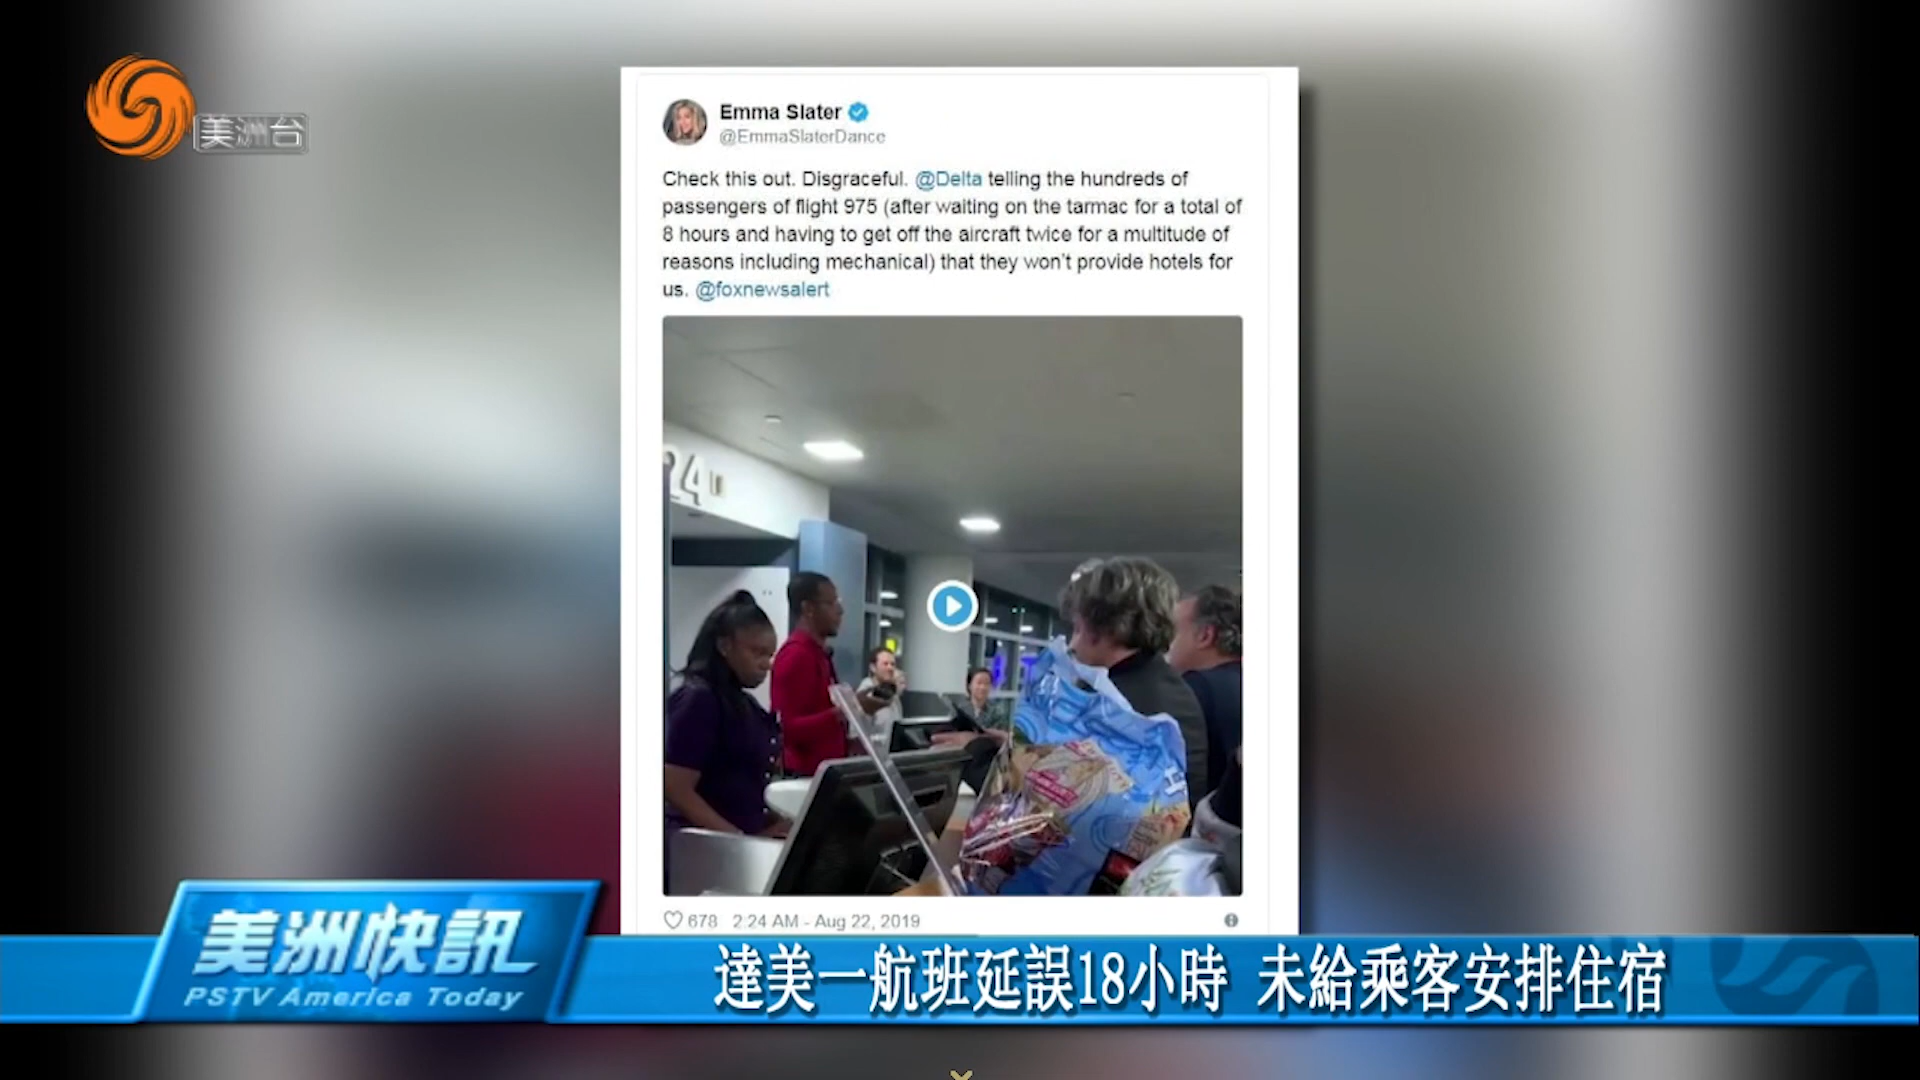 美洲台
Emma Slater
@EmmaSlaterDance
Check this out. Disgraceful. @Delta telling the hundreds of
passengers of flight 975 (after waiting on the tarmac for a total of
8 hours and having to get off the aircraft twice for a multitude of
reasons including mechanical) that they won't provide hotels for
us. @foxnewsalert
24
678 2:24 AM - Aug 22, 2019
美洲快訊
PSTV America Today
達美一航班延誤18小時 未給乘客安排住宿